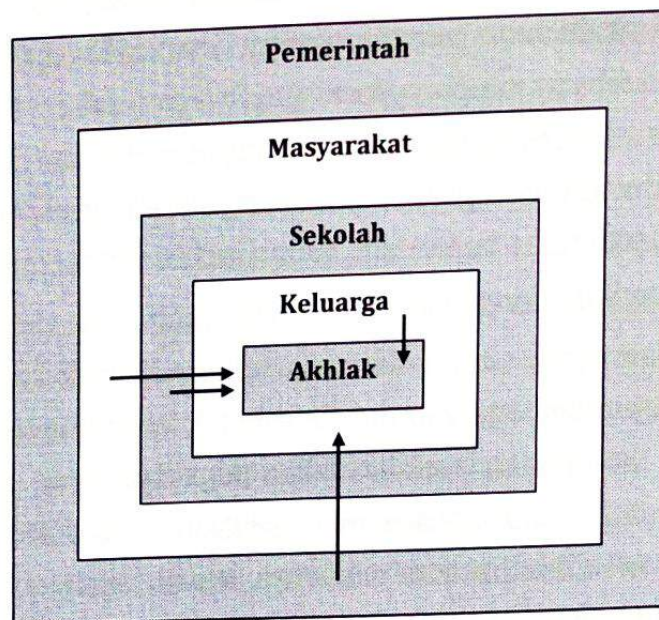 Pemerintah
Masyarakat
Sekolah
Keluarga
Akhlak